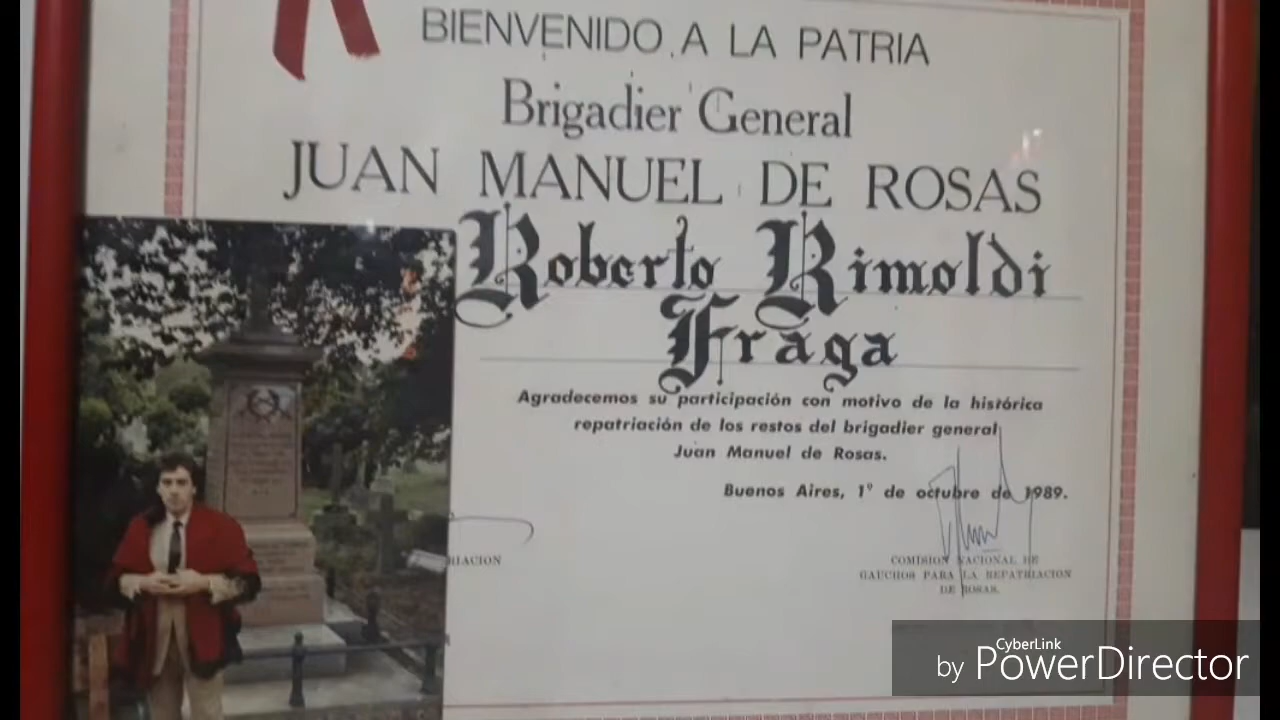 BIENVENIDO A LA PATRIA
Brigadier General
JUAN MANUEL DE ROSAS
Roberto Rimoldi
Fraga
Agradecemos su participación con motivo de la histórica
repatriación de los restos del brigadier general
Juan Manuel de Rosas.
Buenos Aires, 1º de octubre de 1989.
RIACION
COMISION NACIONAL DE
GAUCHOS PARA LA REPATRIACION
DE ROSAS.
CyberLink
by PowerDirector